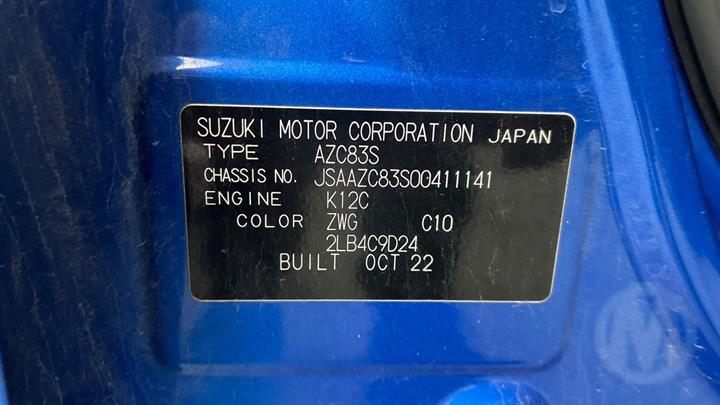 SUZUKI MOTOR CORPORATION JAPAN
TYPE AZC83S
CHASSIS NO. JSAAZC83S00411141
ENGINE K12C
COLOR ZWG C10
2LB4C9D24
BUILT OCT 22
M